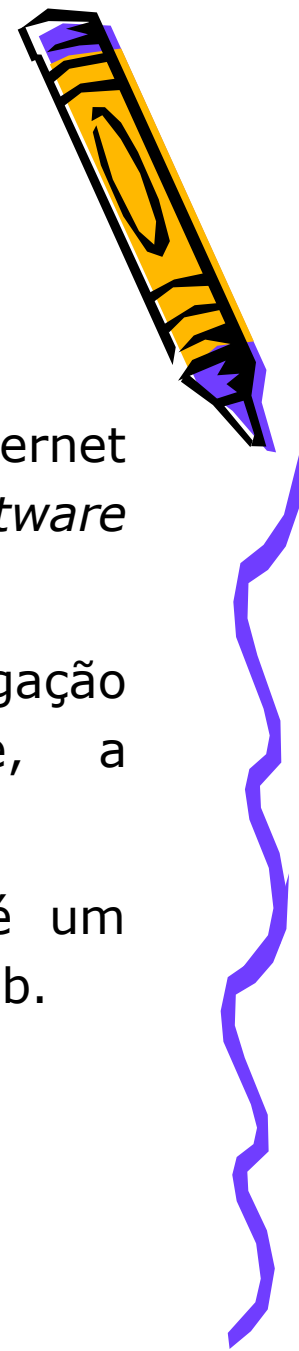 ernet
tware
gação
e, a
é um
b.